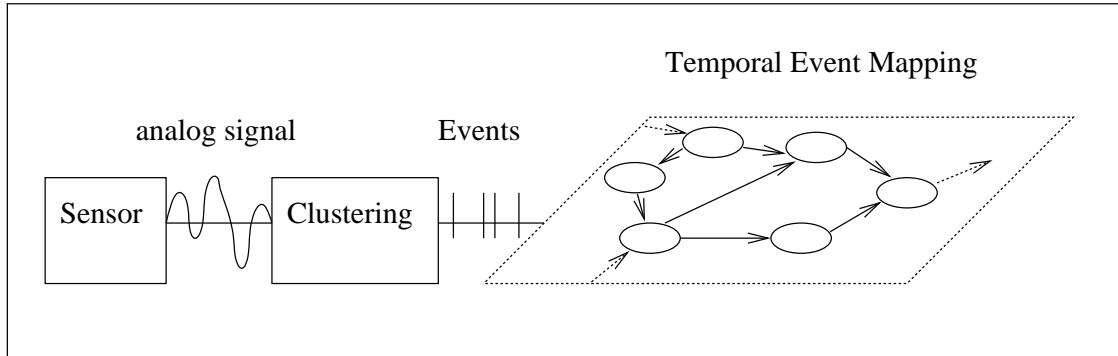 Temporal Event Mapping
analog signal
Events
Sensor
Clustering